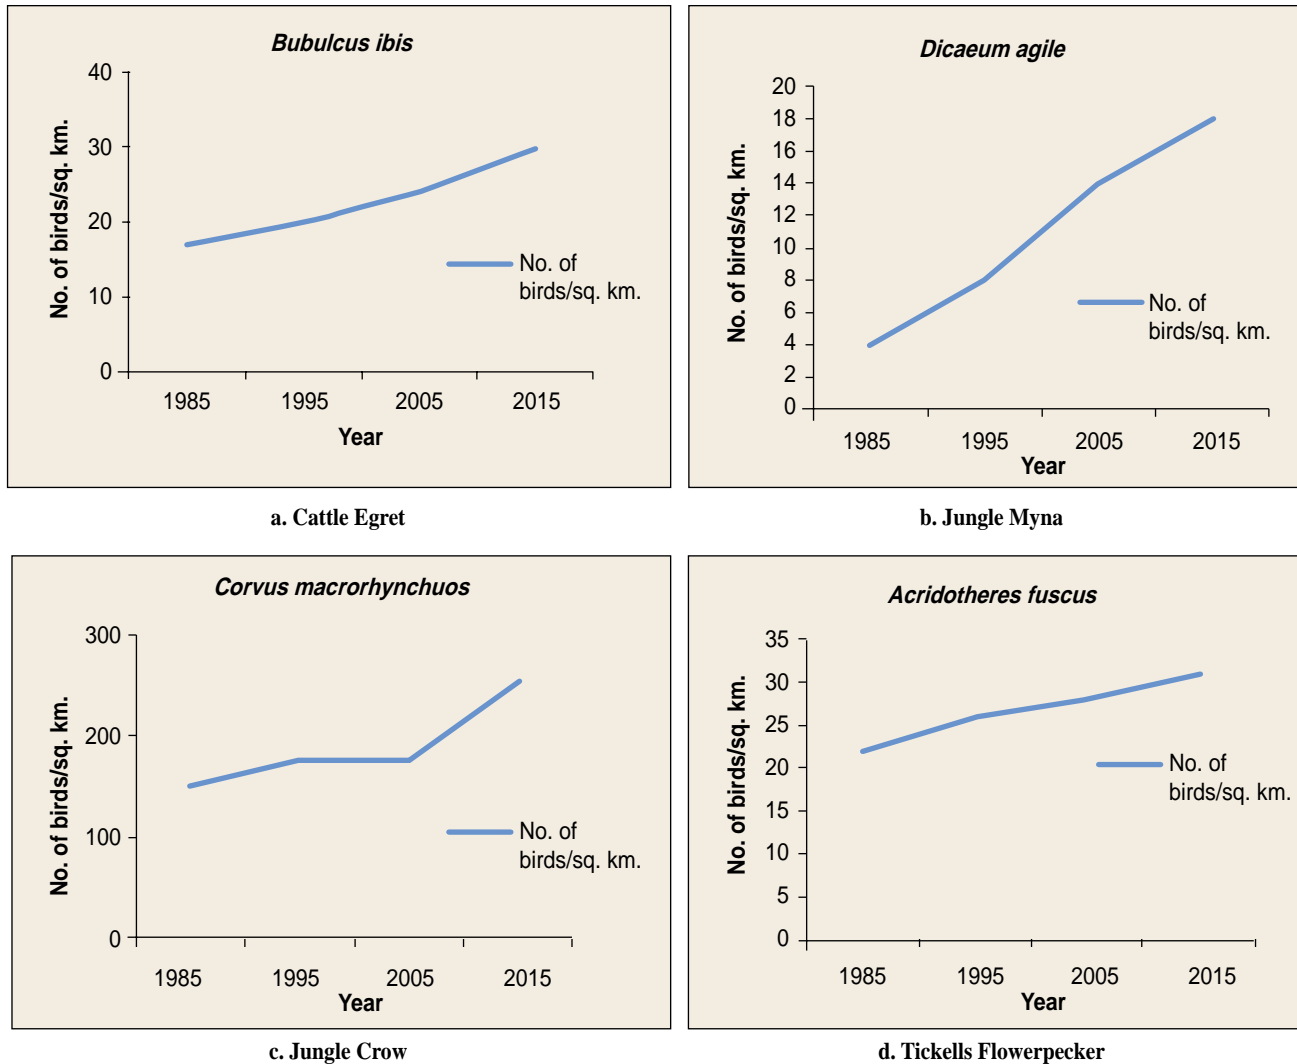 Bubulcus ibis
No. of birds/sq. km.
40
30
20
10
0
1985 1995 2005 2015
Year
No. of
birds/sq. km.
a. Cattle Egret
Dicaeum agile
No. of birds/sq. km.
20
18
16
14
12
10
8
6
4
2
0
1985 1995 2005 2015
Year
No. of
birds/sq. km.
b. Jungle Myna
Corvus macrorhynchuos
No. of birds/sq. km.
300
200
100
0
1985 1995 2005 2015
Year
No. of
birds/sq. km.
c. Jungle Crow
Acridotheres fuscus
No. of birds/sq. km.
35
30
25
20
15
10
5
0
1985 1995 2005 2015
Year
No. of
birds/sq. km.
d. Tickells Flowerpecker